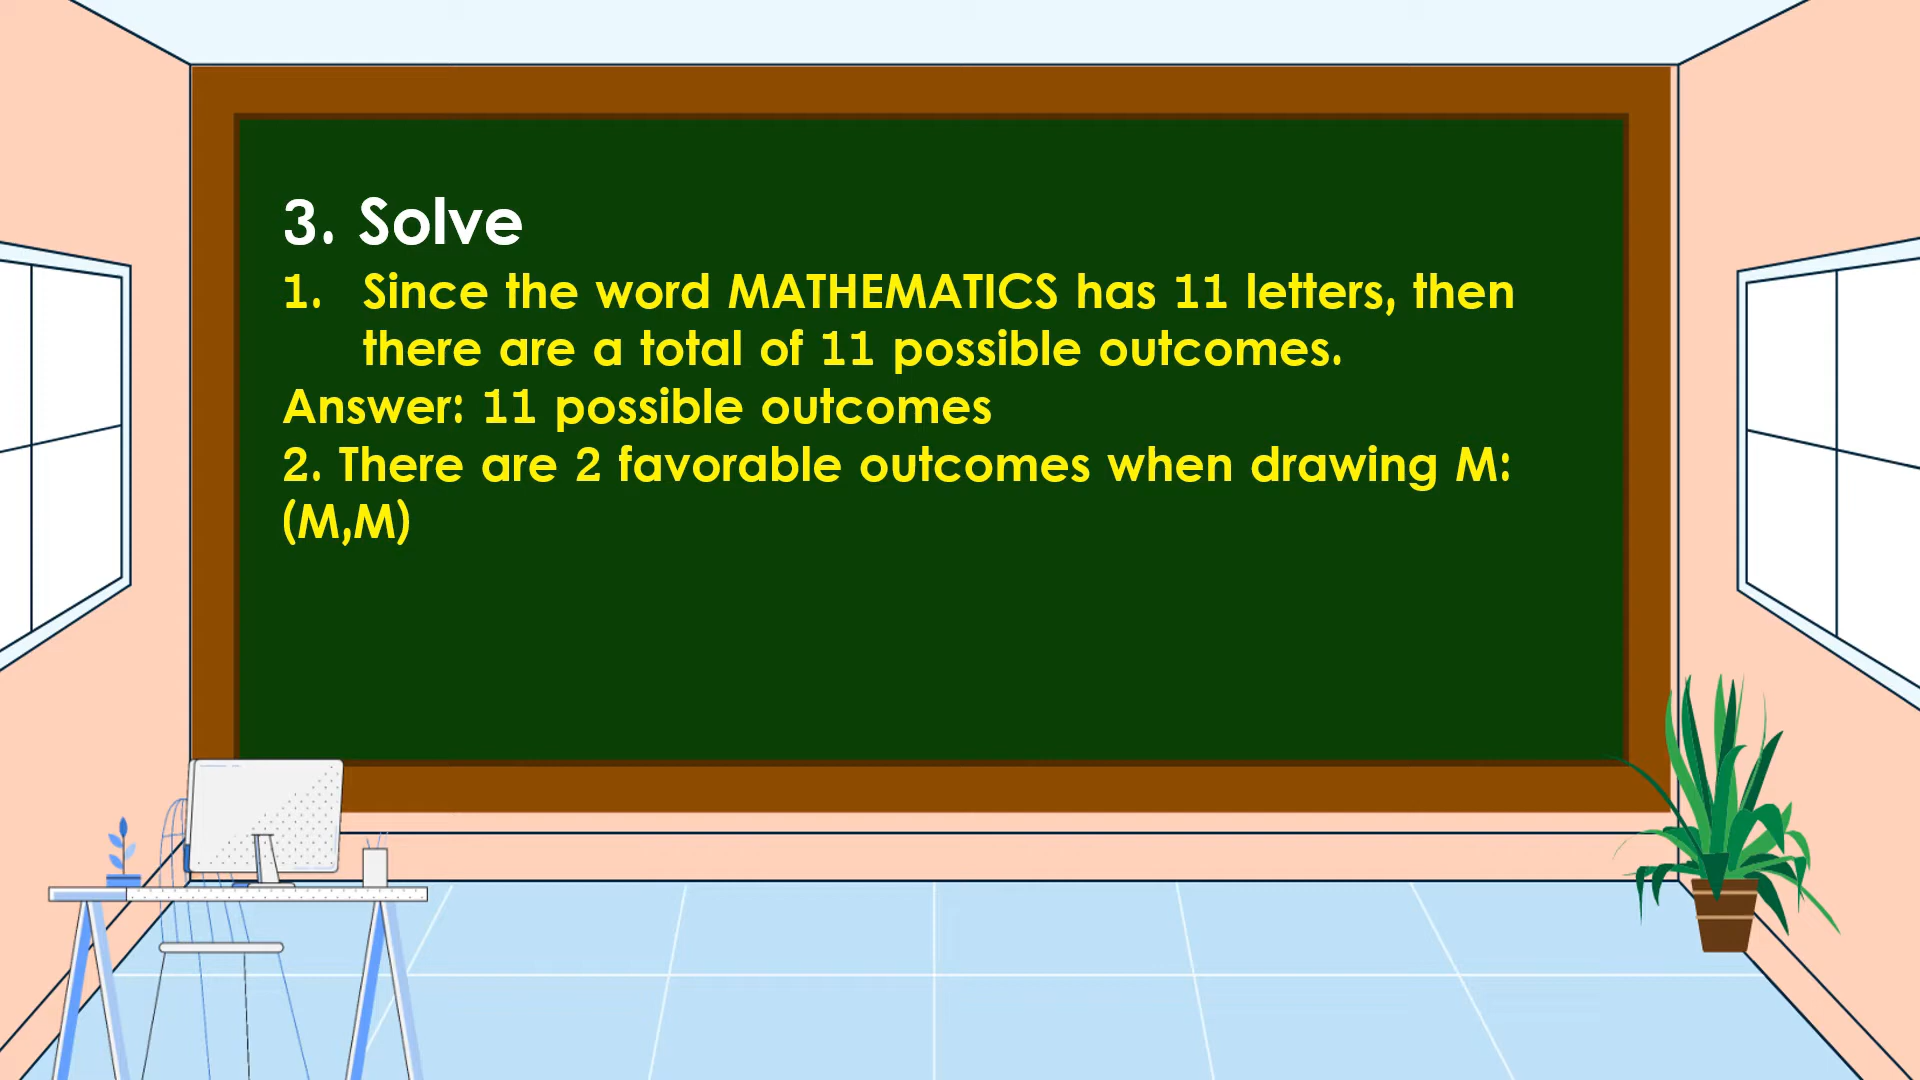 3. Solve
1. Since the word MATHEMATICS has 11 letters, then
there are a total of 11 possible outcomes.
Answer: 11 possible outcomes
2. There are 2 favorable outcomes when drawing M:
(M,M)